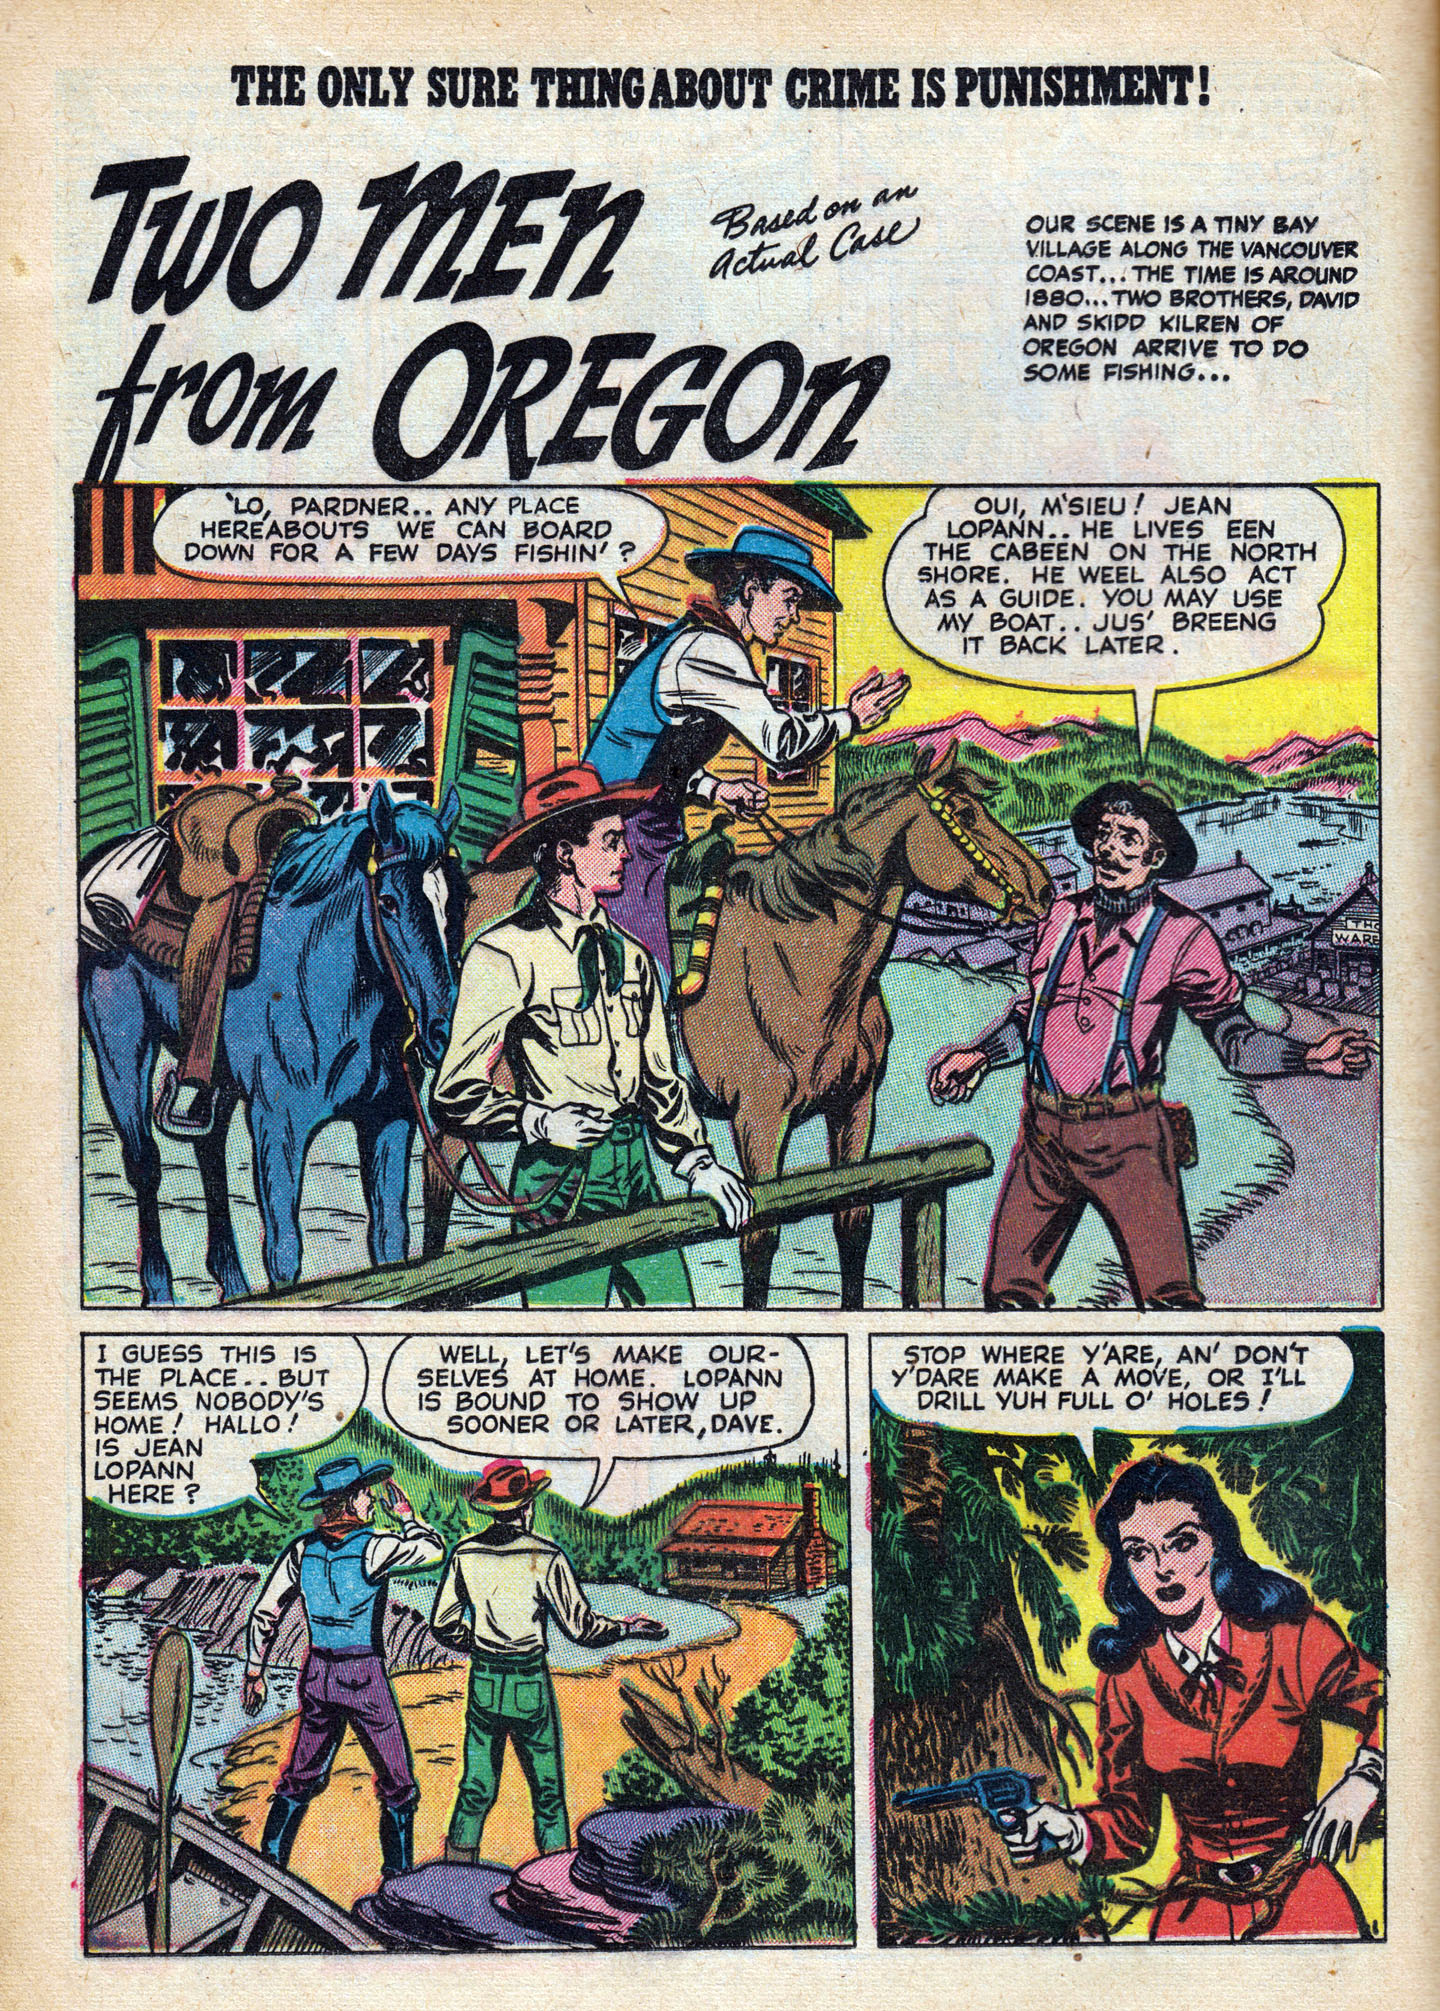 THE ONLY SURE THING ABOUT CRIME IS PUNISHMENT!
TWO MEN
from OREGON
Based on an
Actual Case
OUR SCENE IS A TINY BAY
VILLAGE ALONG THE VANCOUVER
COAST... THE TIME IS AROUND
1880... TWO BROTHERS, DAVID
AND SKIDD KILREN OF
OREGON ARRIVE TO DO
SOME FISHING...
'LO, PARDNER.. ANY PLACE
HEREABOUTS WE CAN BOARD
DOWN FOR A FEW DAYS FISHIN'?
OUI, M'SIEU! JEAN
LOPANN.. HE LIVES EEN
THE CABEEN ON THE NORTH
SHORE. HE WEEL ALSO ACT
AS A GUIDE. YOU MAY USE
MY BOAT.. JUS' BREENG
IT BACK LATER.
THO
WARE
I GUESS THIS IS
THE PLACE.. BUT
SEEMS NOBODY'S
HOME! HALLO!
IS JEAN
LOPANN
HERE?
WELL, LET'S MAKE OUR-
SELVES AT HOME. LOPANN
IS BOUND TO SHOW UP
SOONER OR LATER, DAVE.
STOP WHERE Y'ARE, AN' DON'T
Y'DARE MAKE A MOVE, OR I'LL
DRILL YUH FULL O' HOLES!
1